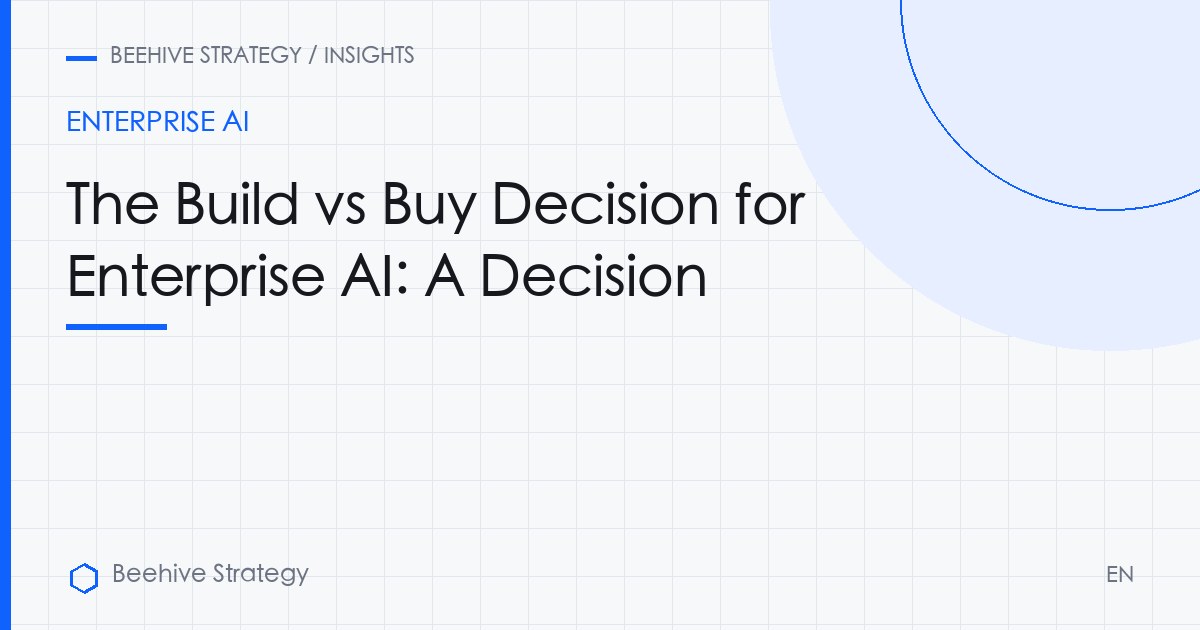 BEEHIVE STRATEGY / INSIGHTS
ENTERPRISE AI
The Build vs Buy Decision for
Enterprise AI: A Decision
Beehive Strategy
EN